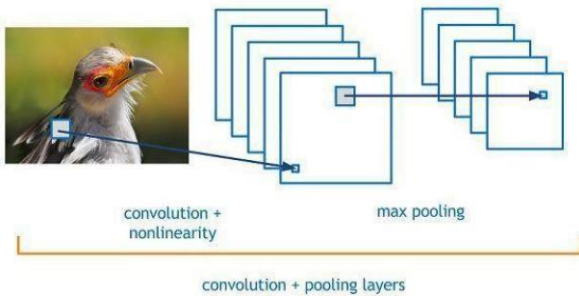 convolution +
nonlinearity
max pooling
convolution + pooling layers